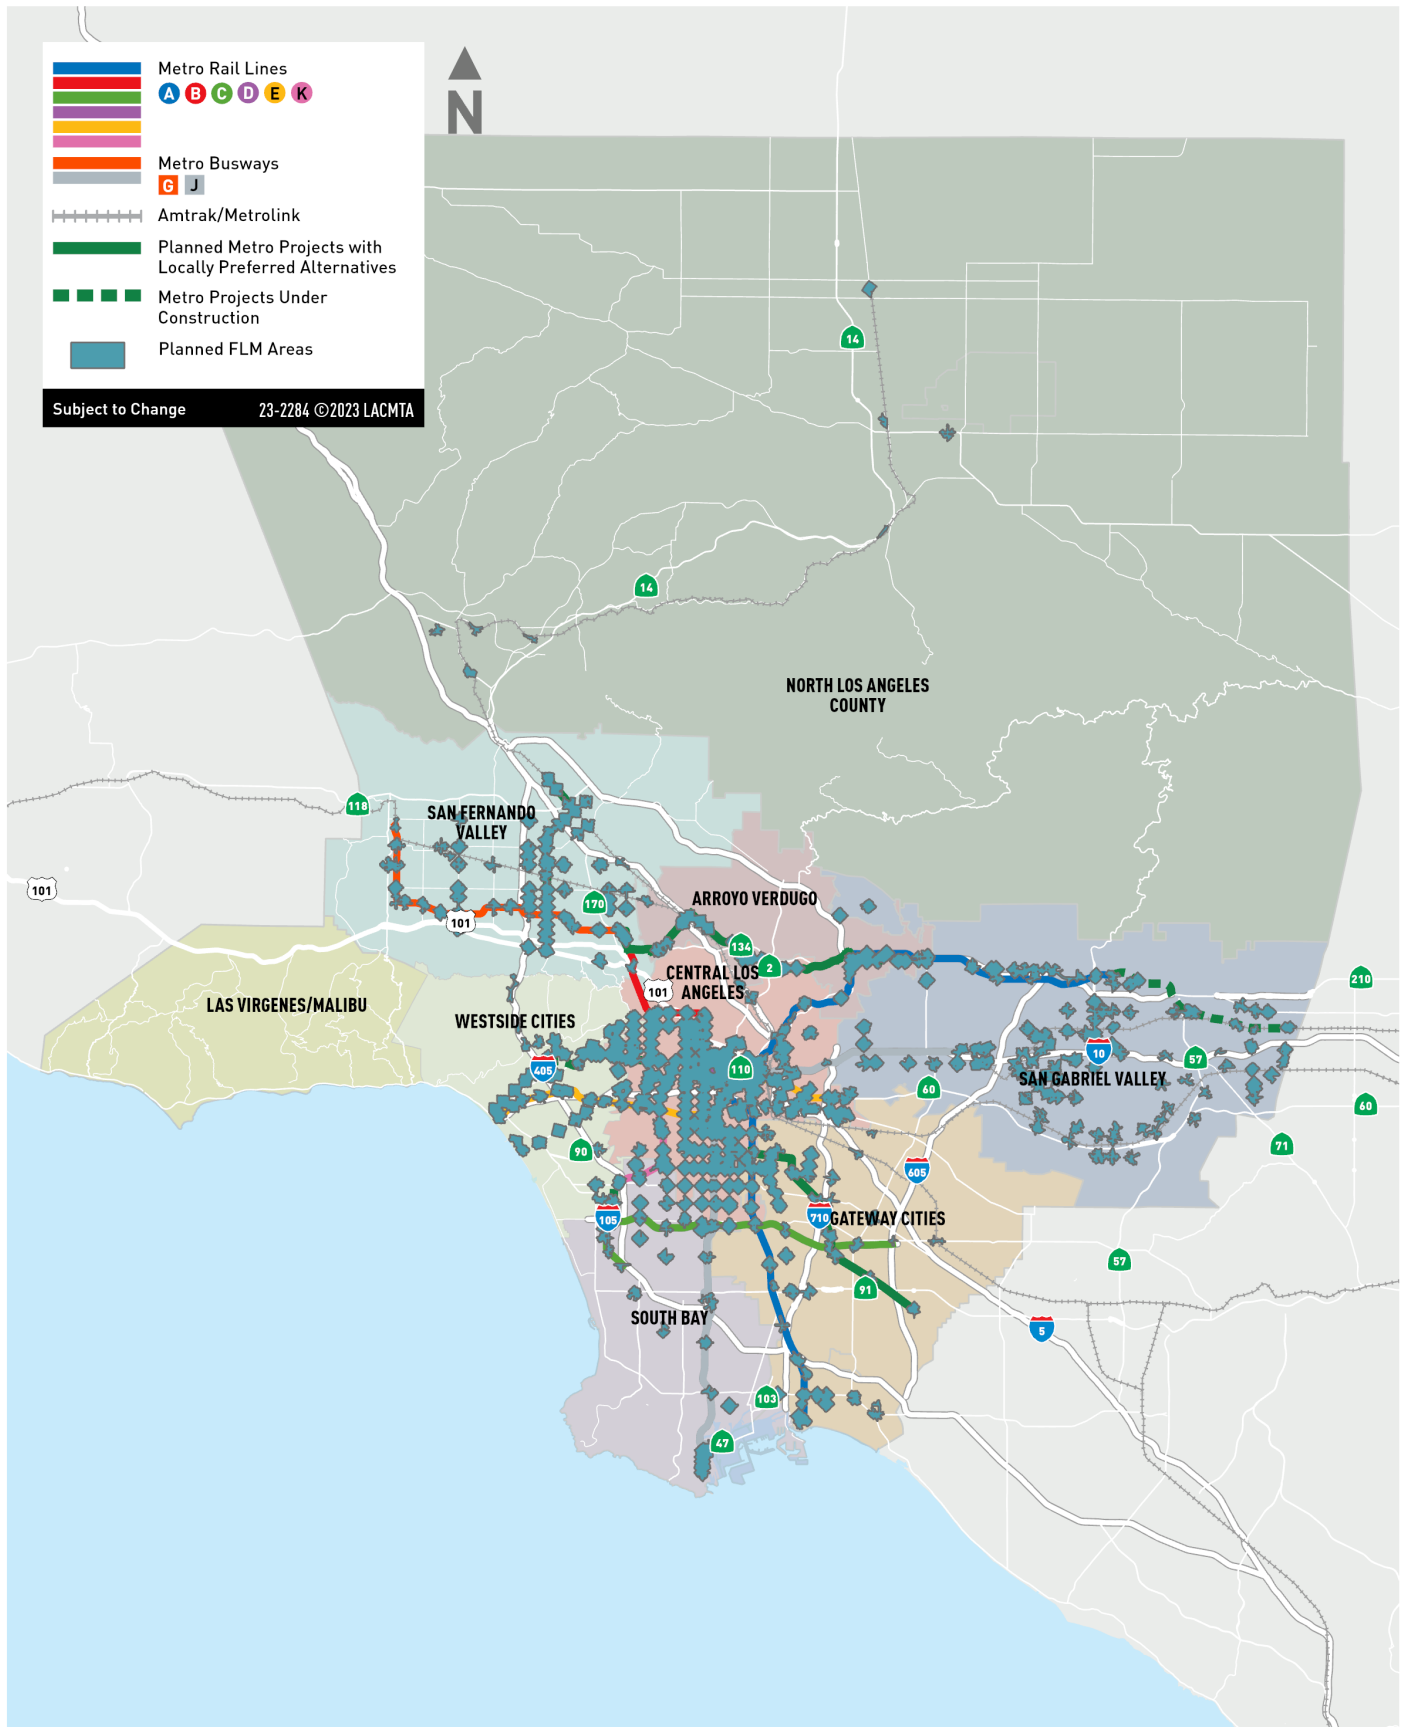 Metro Rail Lines
A B C D E K
Metro Busways
G J
Amtrak/Metrolink
Planned Metro Projects with
Locally Preferred Alternatives
Metro Projects Under
Construction
Planned FLM Areas
Subject to Change 23-2284 ©2023 LACMTA
N
14
14
NORTH LOS ANGELES
COUNTY
118
SAN FERNANDO
VALLEY
101
170
101
ARROYO VERDUGO
134
2
CENTRAL LOS
ANGELES
101
210
LAS VIRGENES/MALIBU
WESTSIDE CITIES
405
110
10
57
SAN GABRIEL VALLEY
60
60
90
71
605
105
710
GATEWAY CITIES
57
91
SOUTH BAY
5
103
47